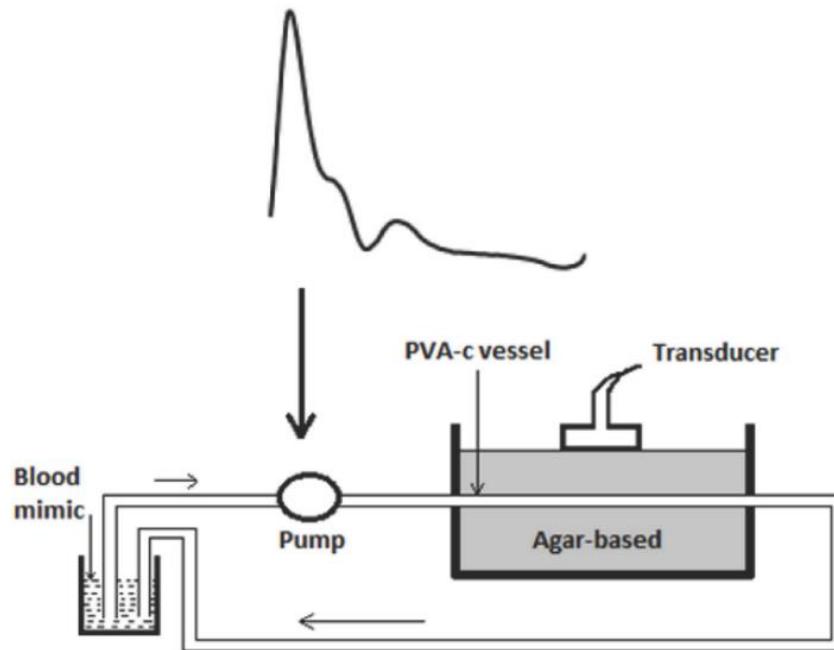 PVA-c vessel
Transducer
Blood
mimic
Pump
Agar-based